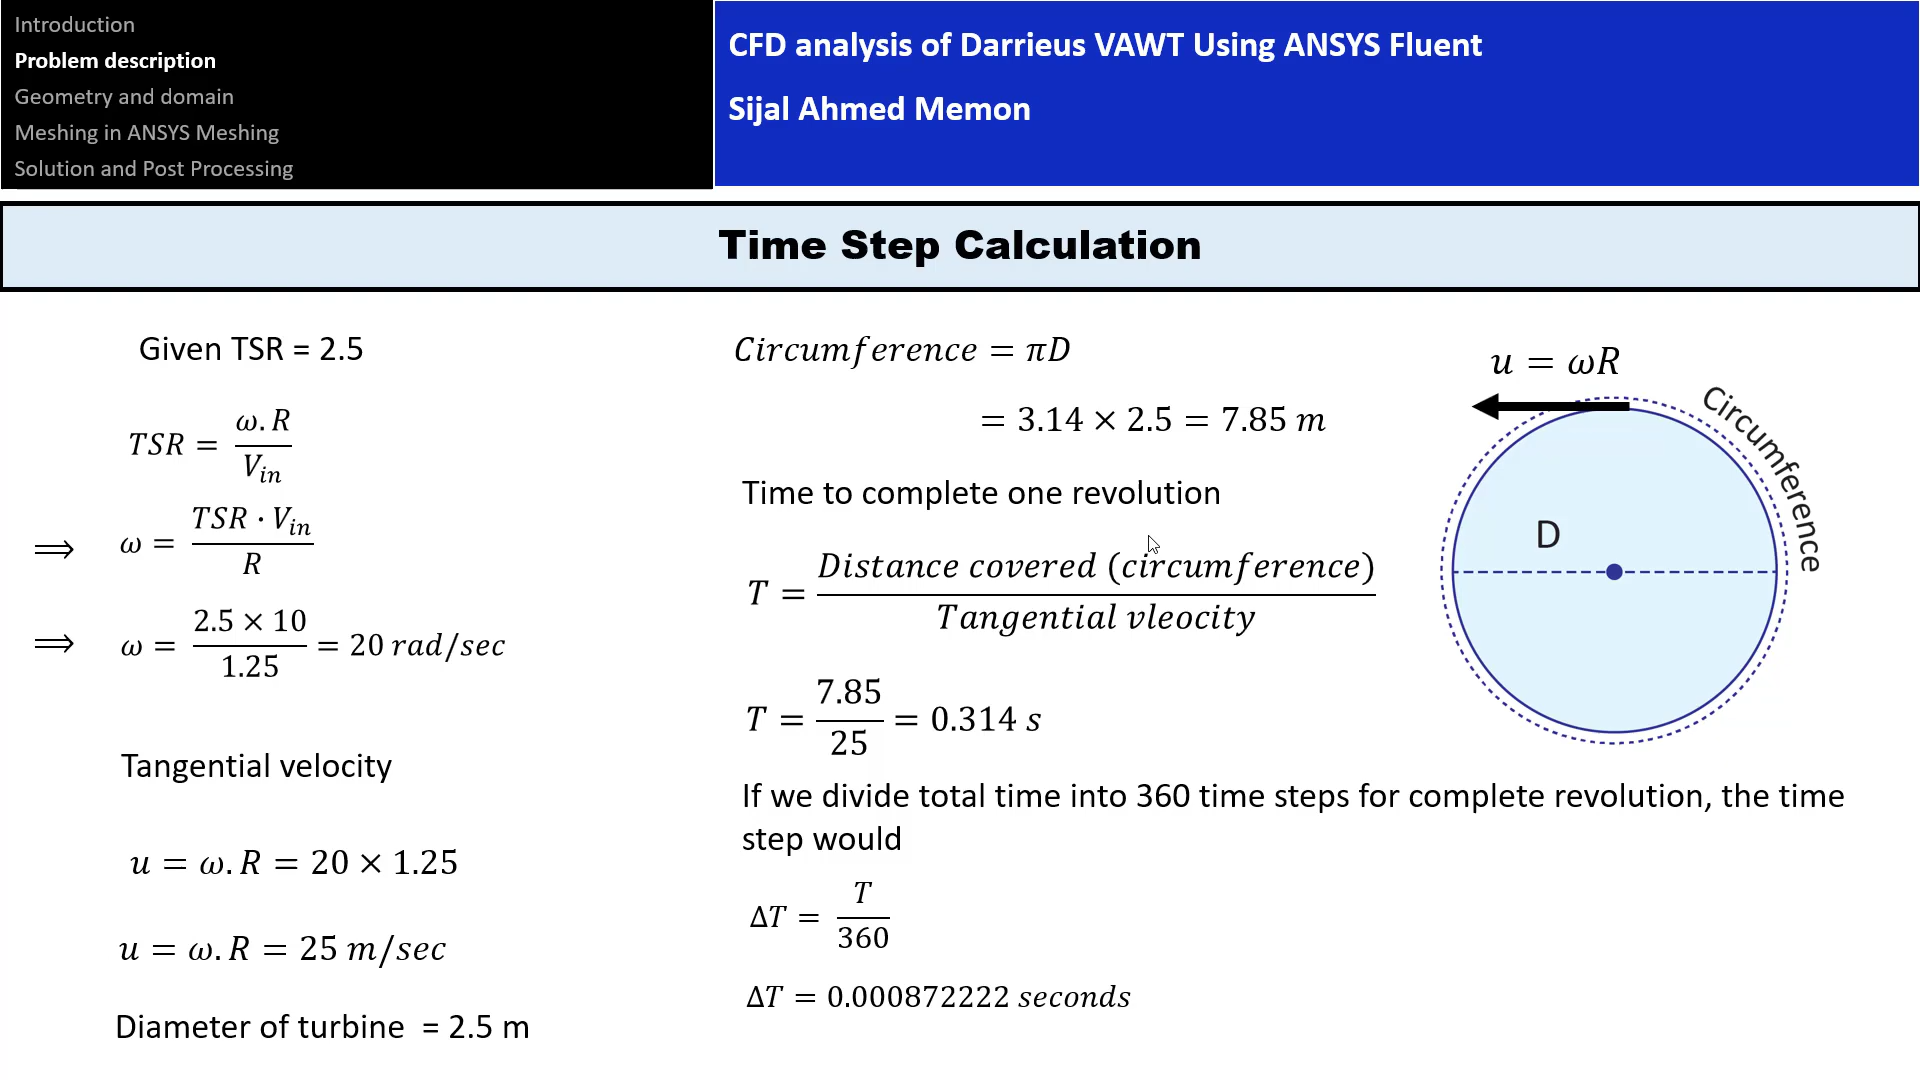 Introduction
Problem description
Geometry and domain
Meshing in ANSYS Meshing
Solution and Post Processing
CFD analysis of Darrieus VAWT Using ANSYS Fluent
Sijal Ahmed Memon
Time Step Calculation
Given TSR = 2.5
TSR = ω.R / V_in
⟹ ω = TSR · V_in / R
⟹ ω = 2.5 × 10 / 1.25 = 20 rad/sec
Tangential velocity
u = ω.R = 20 × 1.25
u = ω.R = 25 m/sec
Diameter of turbine = 2.5 m
Circumference = πD
= 3.14 × 2.5 = 7.85 m
Time to complete one revolution
T = Distance covered (circumference) / Tangential vleocity
T = 7.85 / 25 = 0.314 s
If we divide total time into 360 time steps for complete revolution, the time
step would
ΔT = T / 360
ΔT = 0.000872222 seconds
u = ωR
Circumference
D